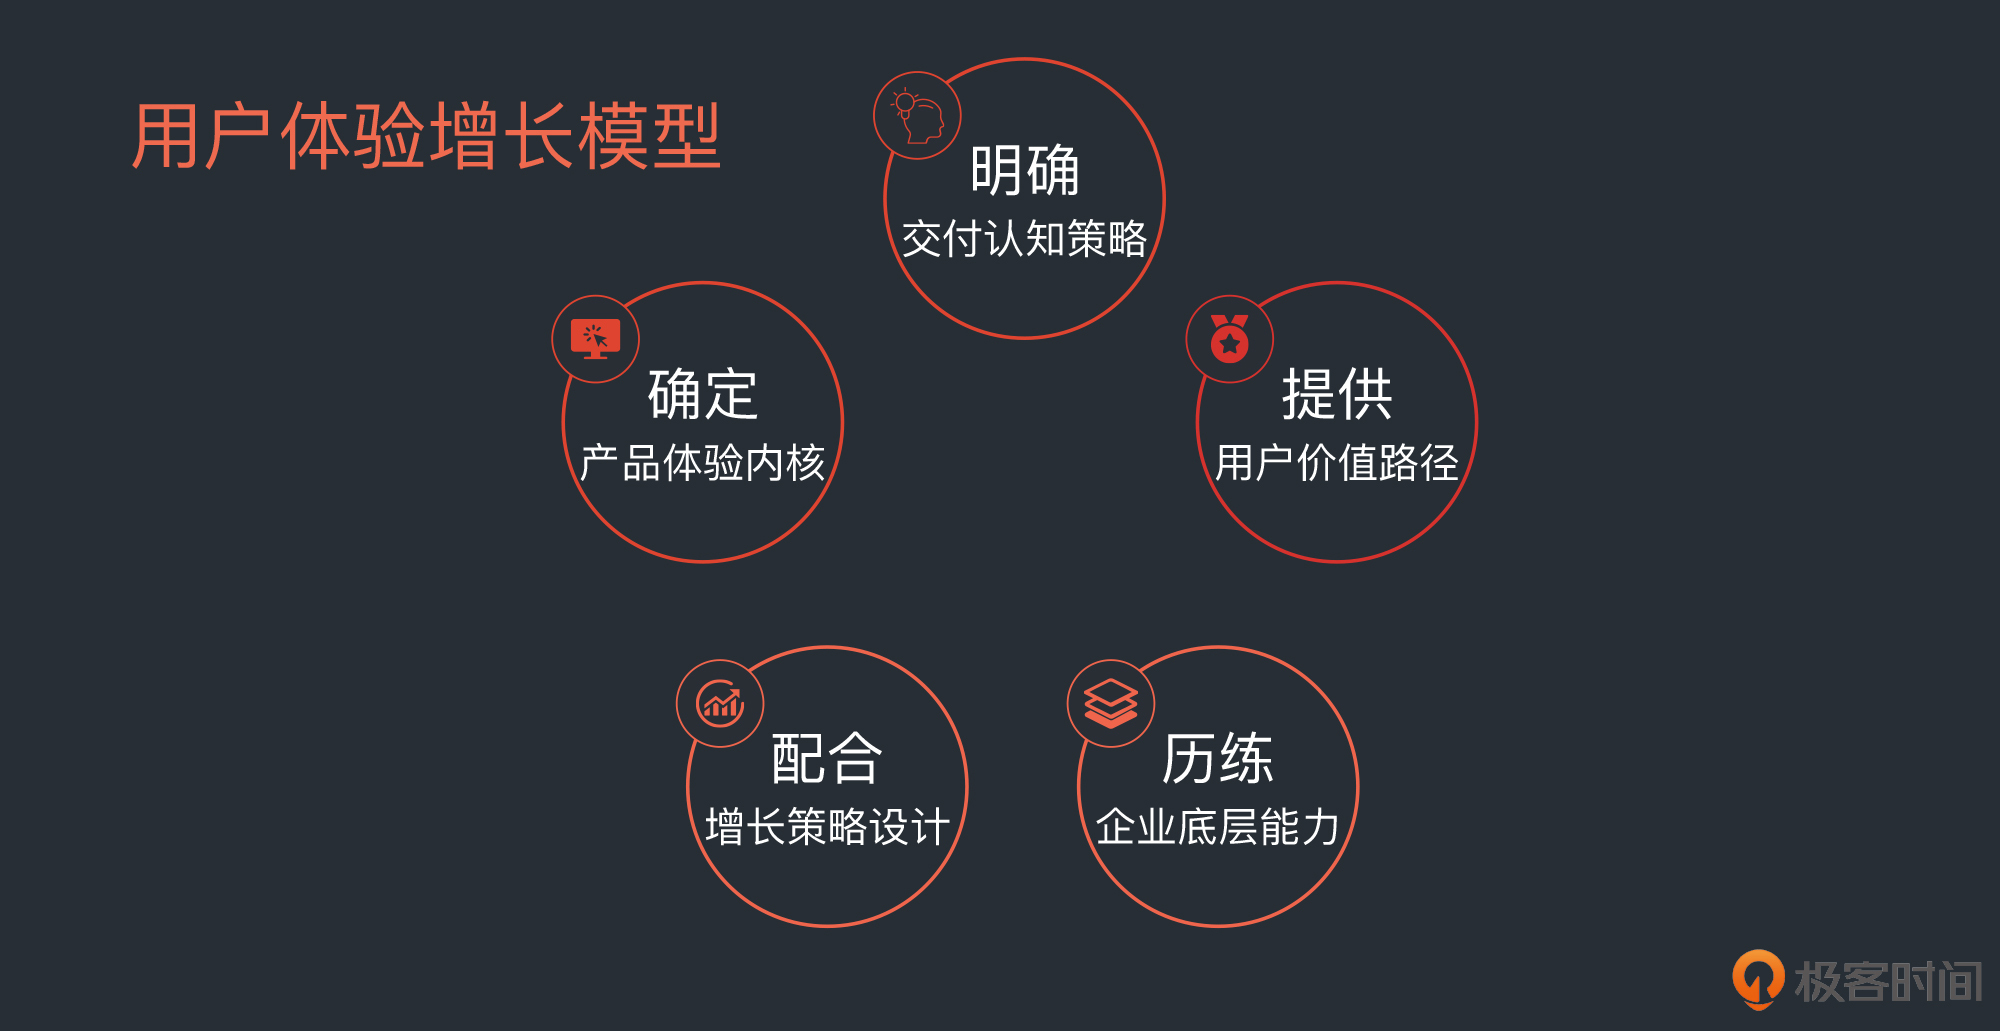 用户体验增长模型
明确
交付认知策略
确定
产品体验内核
提供
用户价值路径
配合
增长策略设计
历练
企业底层能力
极客时间